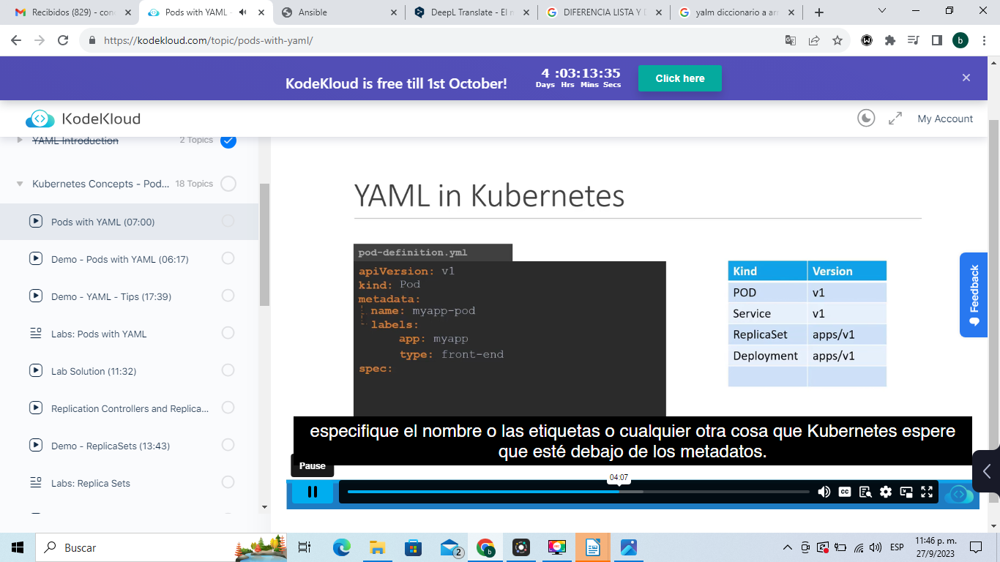 Recibidos (829) - con
Pods with YAML -
Ansible
DeepL Translate - El m
DIFERENCIA LISTA Y
yalm diccionario a arr
https://kodekloud.com/topic/pods-with-yaml/
b
KodeKloud is free till 1st October!
4 :03:13:35
Days Hrs Mins Secs
Click here
KodeKloud
My Account
YAML Introduction
2 Topics
Kubernetes Concepts - Pod...
18 Topics
Pods with YAML (07:00)
Demo - Pods with YAML (06:17)
Demo - YAML - Tips (17:39)
Labs: Pods with YAML
Lab Solution (11:32)
Replication Controllers and Replica...
Demo - ReplicaSets (13:43)
Labs: Replica Sets
YAML in Kubernetes
pod-definition.yml
apiVersion: v1
kind: Pod
metadata:
name: myapp-pod
labels:
app: myapp
type: front-end
spec:
Kind Version
POD v1
Service v1
ReplicaSet apps/v1
Deployment apps/v1
Feedback
especifique el nombre o las etiquetas o cualquier otra cosa que Kubernetes espere
que esté debajo de los metadatos.
Pause
04:07
CC
Buscar
2
b
REC
ESP
11:46 p. m.
27/9/2023